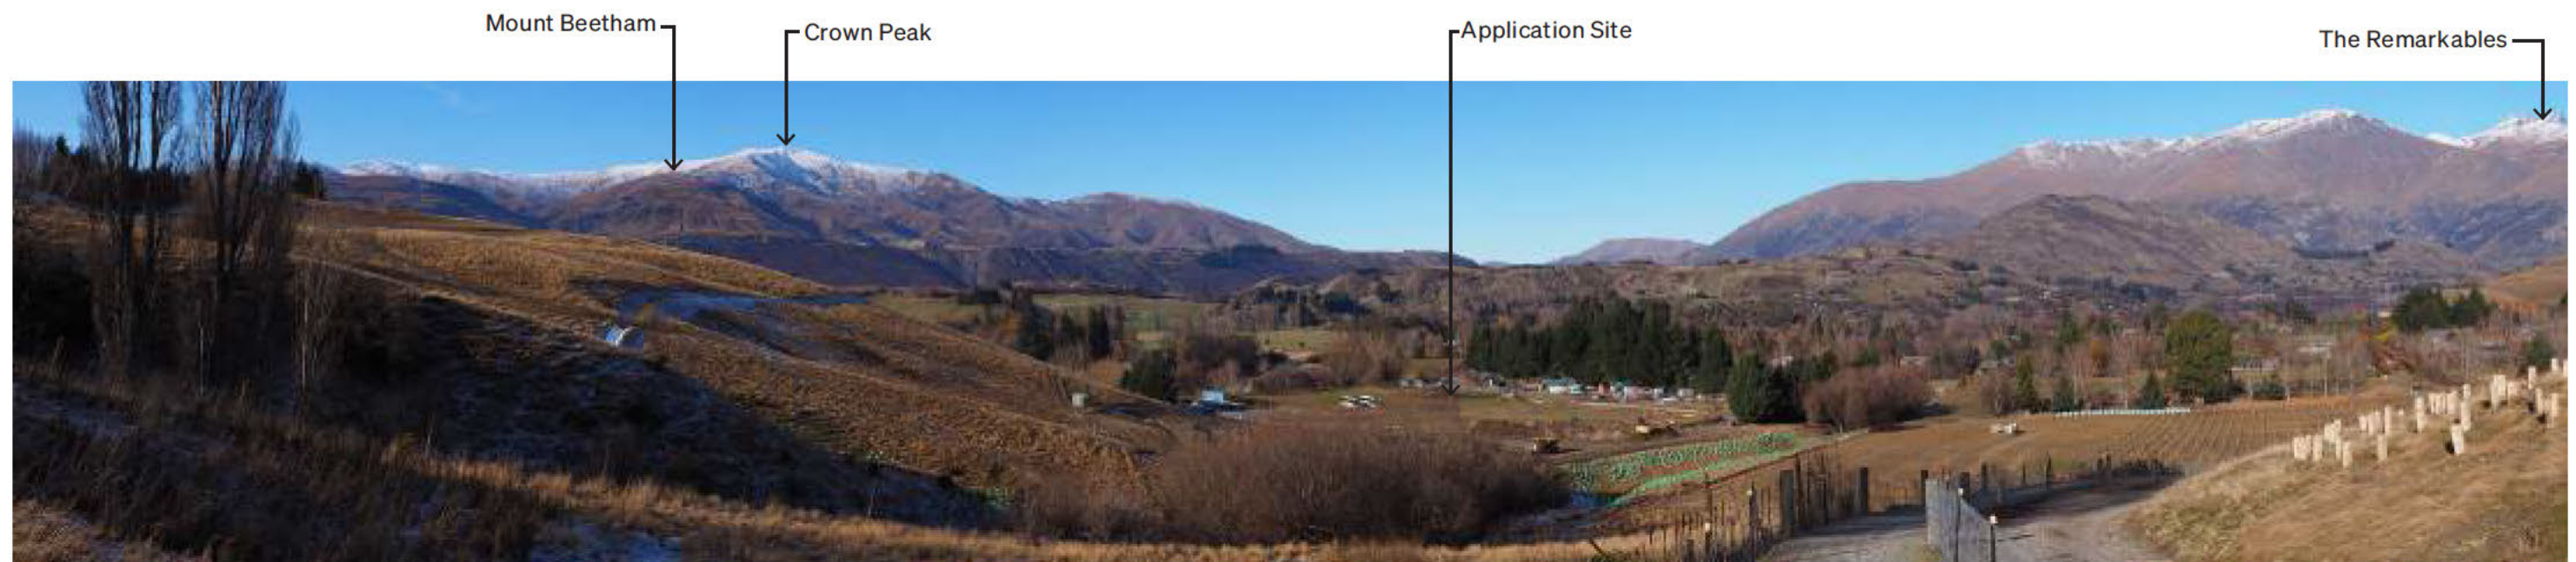 Mount Beetham
Crown Peak
Application Site
The Remarkables